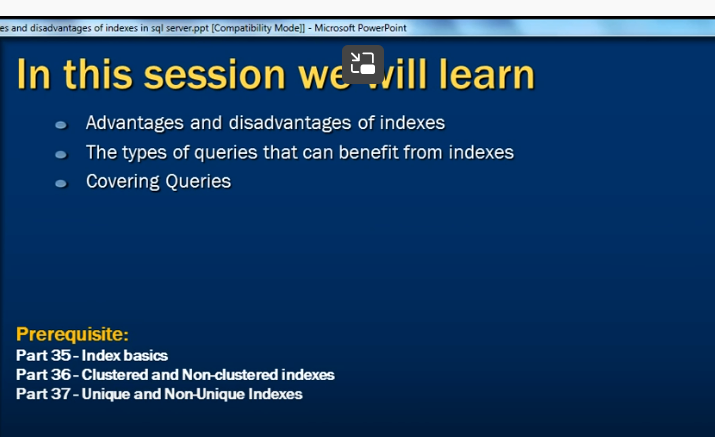 es and disadvantages of indexes in sql server.ppt [Compatibility Mode]] - Microsoft PowerPoint
In this session we will learn
Advantages and disadvantages of indexes
The types of queries that can benefit from indexes
Covering Queries
Prerequisite:
Part 35 - Index basics
Part 36 - Clustered and Non-clustered indexes
Part 37 - Unique and Non-Unique Indexes